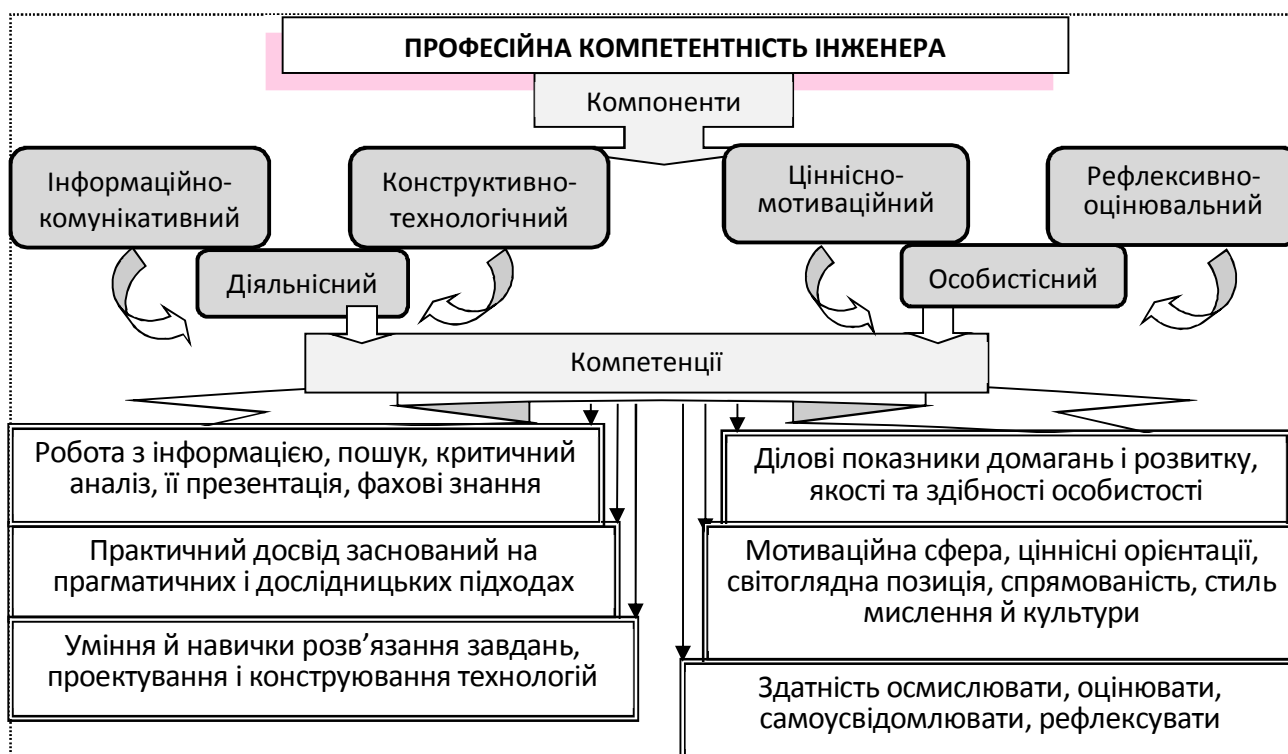 ПРОФЕСІЙНА КОМПЕТЕНТНІСТЬ ІНЖЕНЕРА
Компоненти
Інформаційно-
комунікативний
Конструктивно-
технологічний
Ціннісно-
мотиваційний
Рефлексивно-
оцінювальний
Діяльнісний
Особистісний
Компетенції
Робота з інформацією, пошук, критичний
аналіз, її презентація, фахові знання
Практичний досвід заснований на
прагматичних і дослідницьких підходах
Уміння й навички розв’язання завдань,
проектування і конструювання технологій
Ділові показники домагань і розвитку,
якості та здібності особистості
Мотиваційна сфера, ціннісні орієнтації,
світоглядна позиція, спрямованість, стиль
мислення й культури
Здатність осмислювати, оцінювати,
самоусвідомлювати, рефлексувати